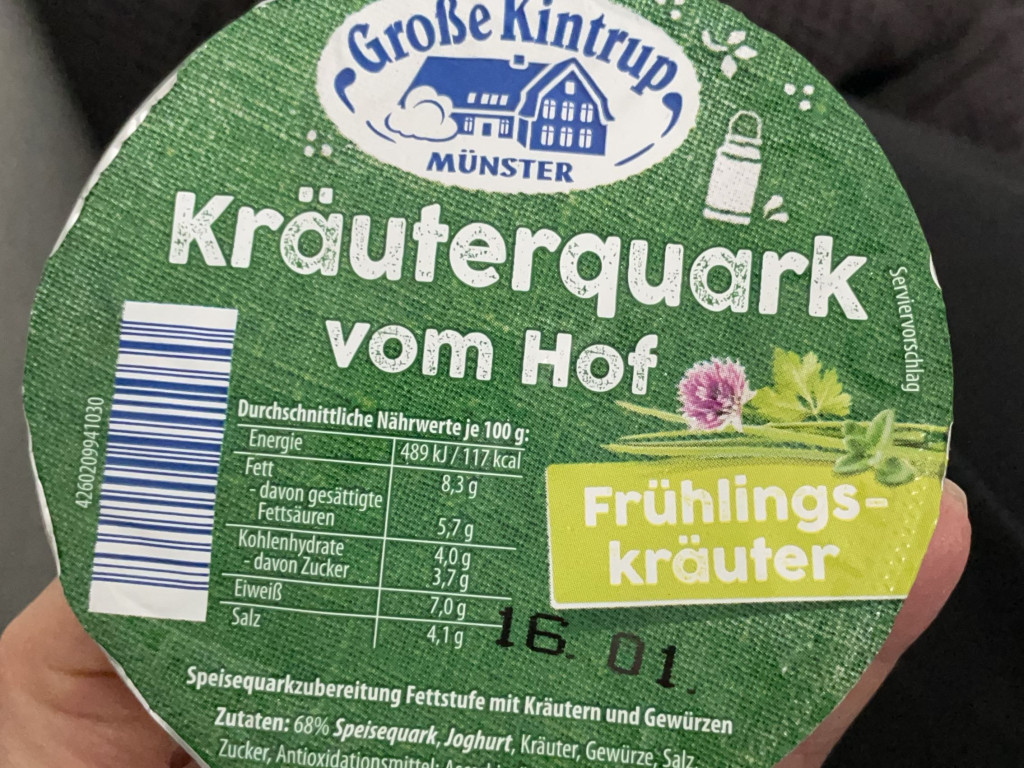 Große Kintrup
MÜNSTER
Kräuterquark
vom Hof
Serviervorschlag
4260209941030
Durchschnittliche Nährwerte je 100 g:
Energie 489 kJ / 117 kcal
Fett 8,3 g
- davon gesättigte
Fettsäuren 5,7 g
Kohlenhydrate 4,0 g
- davon Zucker 3,7 g
Eiweiß 7,0 g
Salz 4,1 g
Frühlings-
kräuter
16. 01.
Speisequarkzubereitung Fettstufe mit Kräutern und Gewürzen
Zutaten: 68% Speisequark, Joghurt, Kräuter, Gewürze, Salz,
Zucker, Antioxidationsmittel: